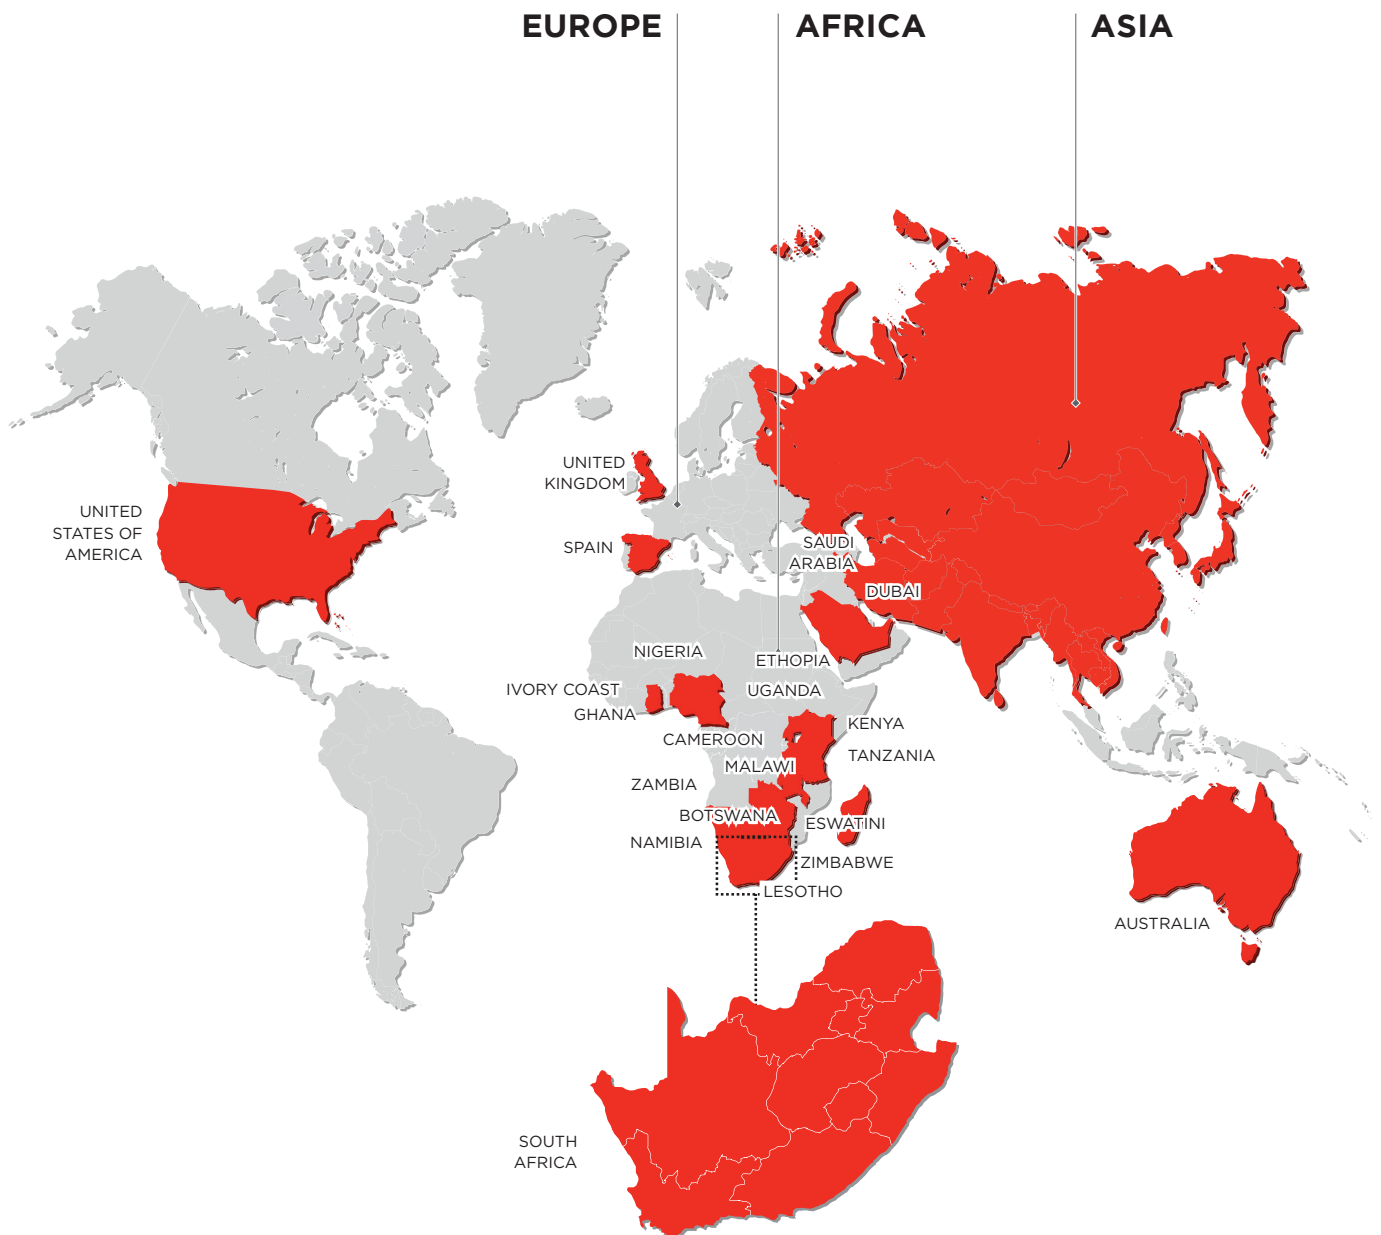 EUROPE
AFRICA
ASIA
UNITED
KINGDOM
UNITED
STATES OF
AMERICA
SPAIN
SAUDI
ARABIA
DUBAI
NIGERIA
ETHOPIA
IVORY COAST
UGANDA
GHANA
KENYA
CAMEROON
TANZANIA
MALAWI
ZAMBIA
BOTSWANA
ESWATINI
NAMIBIA
ZIMBABWE
LESOTHO
AUSTRALIA
SOUTH
AFRICA